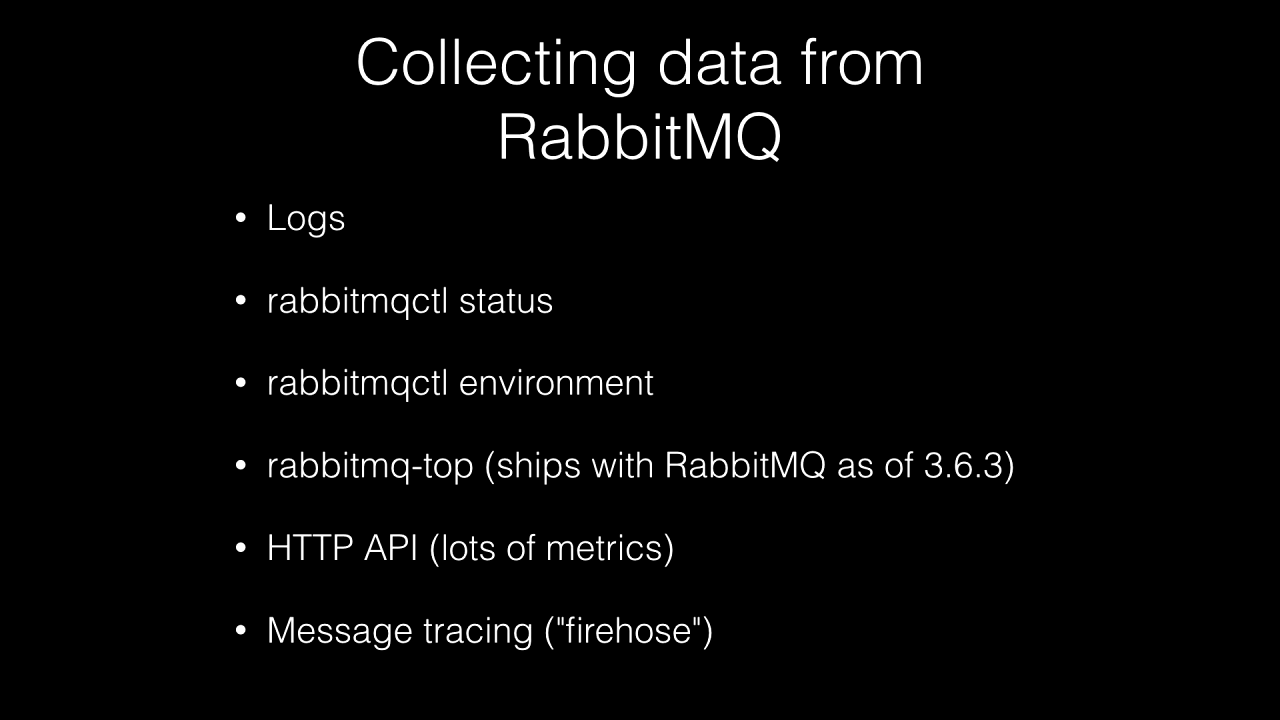 Collecting data from
RabbitMQ
• Logs
• rabbitmqctl status
• rabbitmqctl environment
• rabbitmq-top (ships with RabbitMQ as of 3.6.3)
• HTTP API (lots of metrics)
• Message tracing ("firehose")